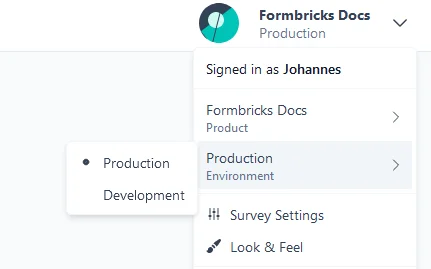 Formbricks Docs
Production
Signed in as Johannes
Formbricks Docs
Product
Production
Environment
Production
Development
Survey Settings
Look & Feel